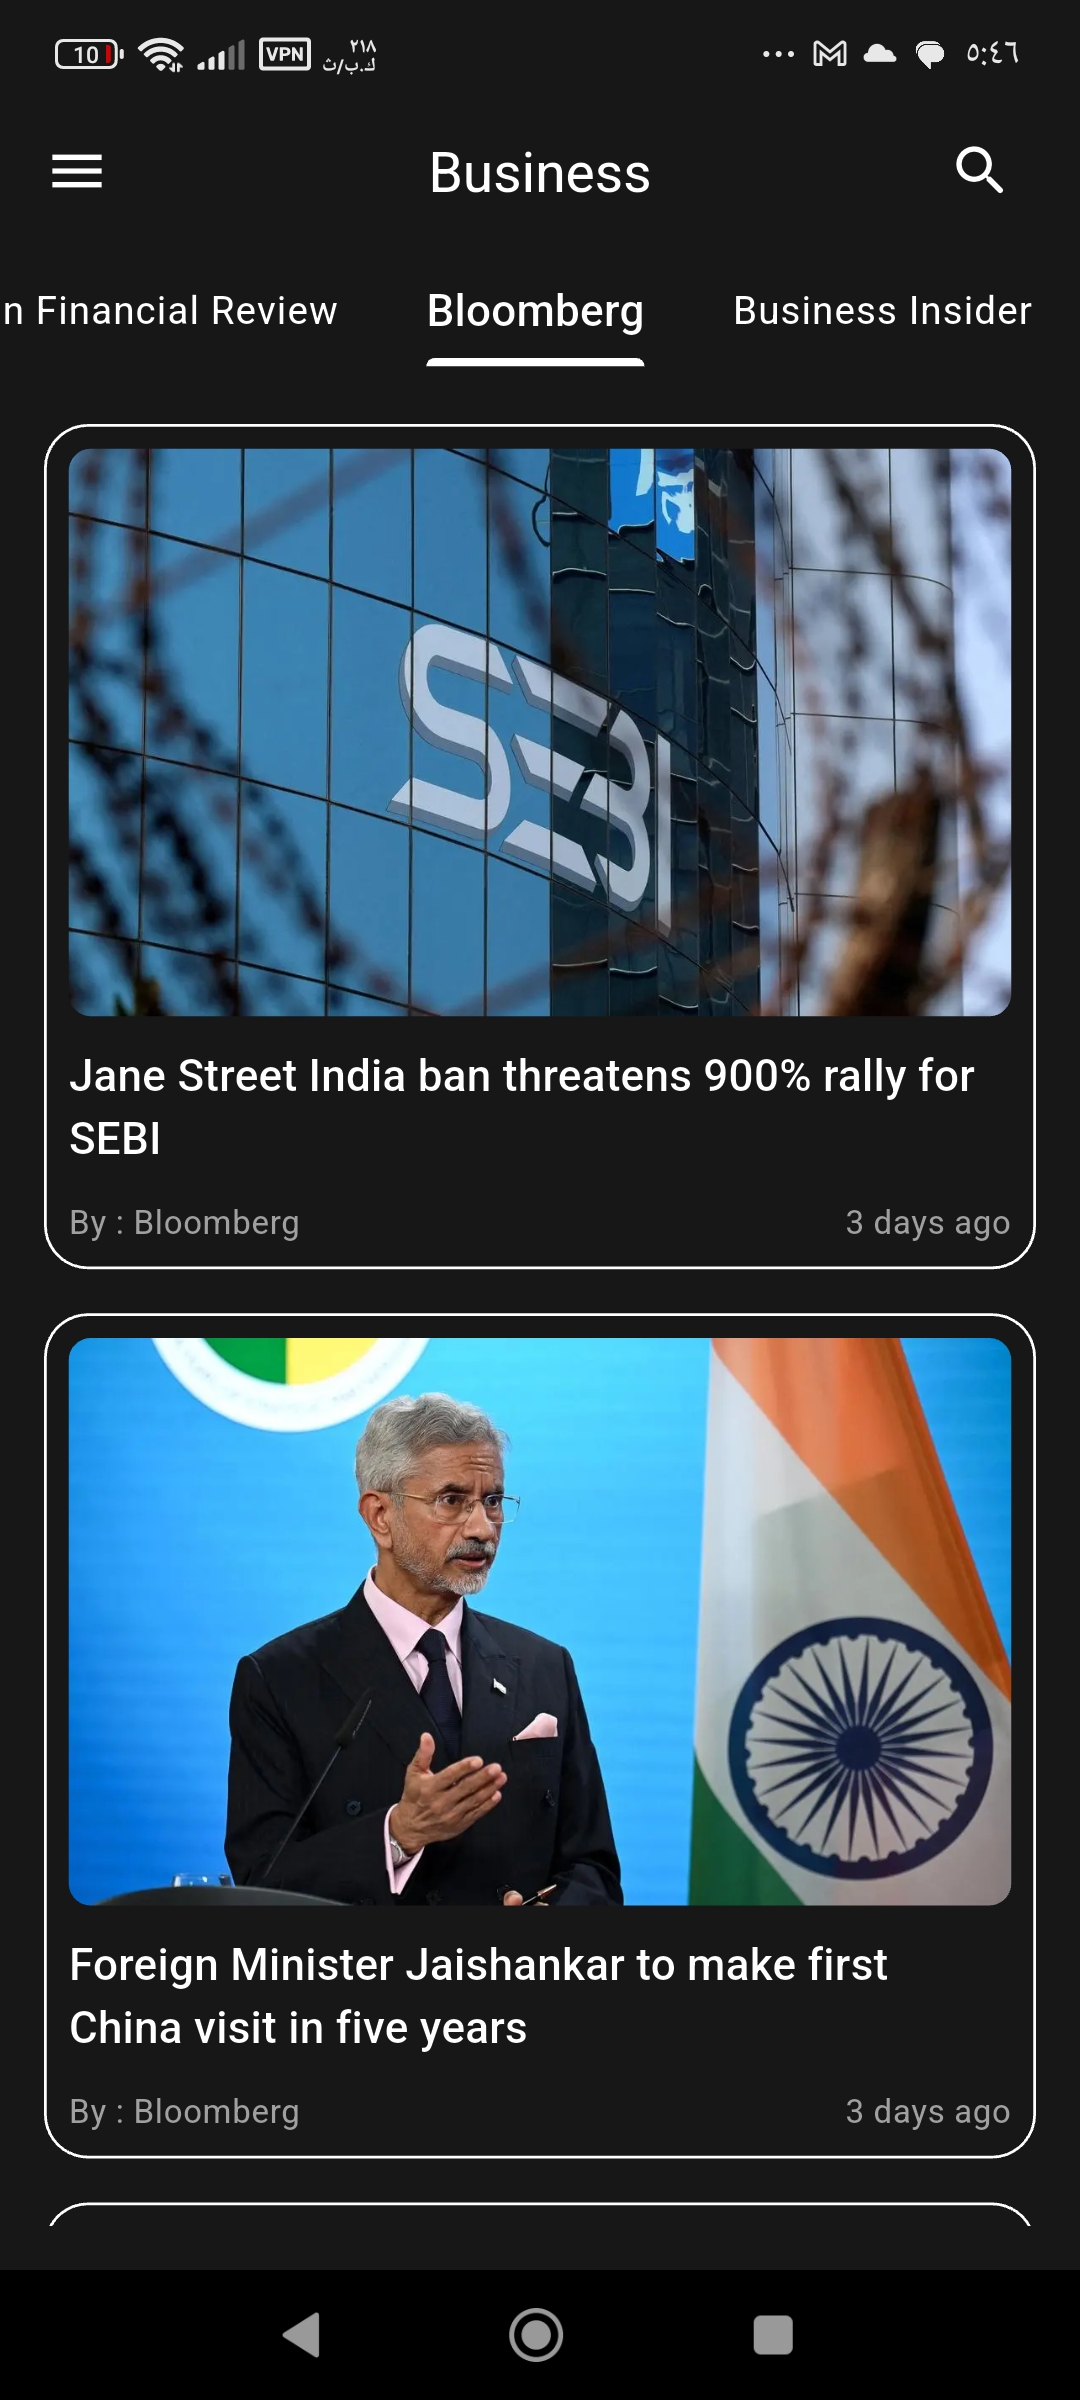 10 VPN ٢١٨ ك.ب/ث ٥:٤٦
Business
n Financial Review Bloomberg Business Insider
SEBI
Jane Street India ban threatens 900% rally for
SEBI
By : Bloomberg 3 days ago
Foreign Minister Jaishankar to make first
China visit in five years
By : Bloomberg 3 days ago